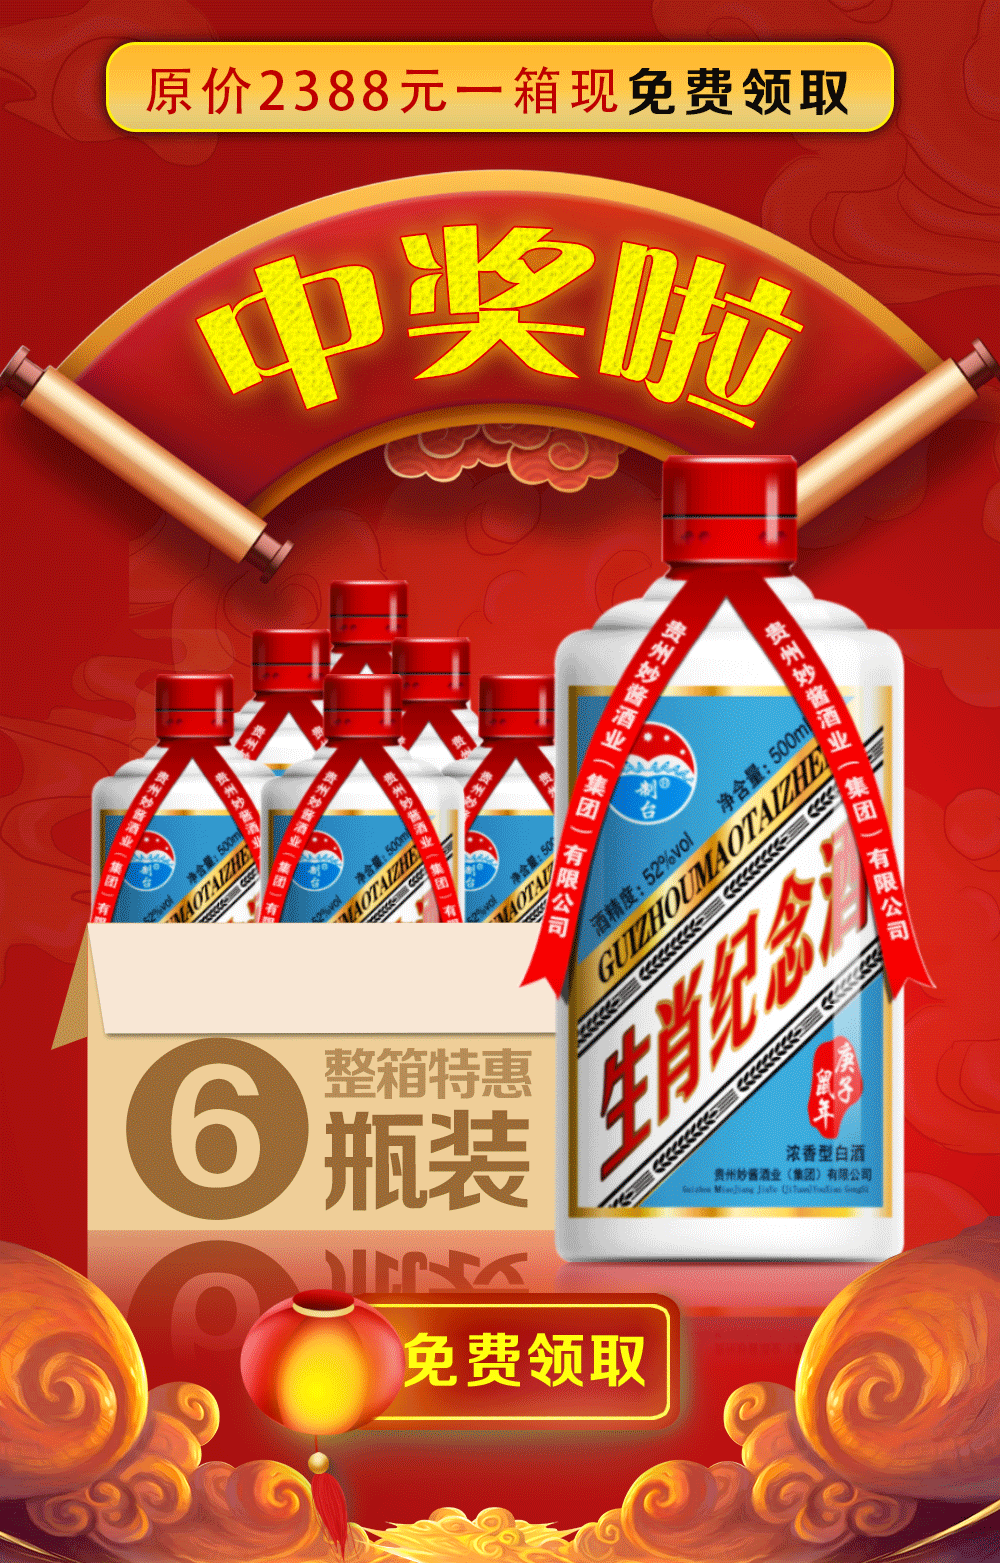 原价2388元一箱现免费领取
中奖啦
贵州妙酱酒业（集团）有限公司
贵州妙酱酒业（集团）有限公司
制台
净含量：500ml
酒精度：52%vol
GUIZHOUMAOTAIZHE
生肖纪念酒
庚子
鼠年
浓香型白酒
贵州妙酱酒业（集团）有限公司
6
整箱特惠
瓶装
免费领取